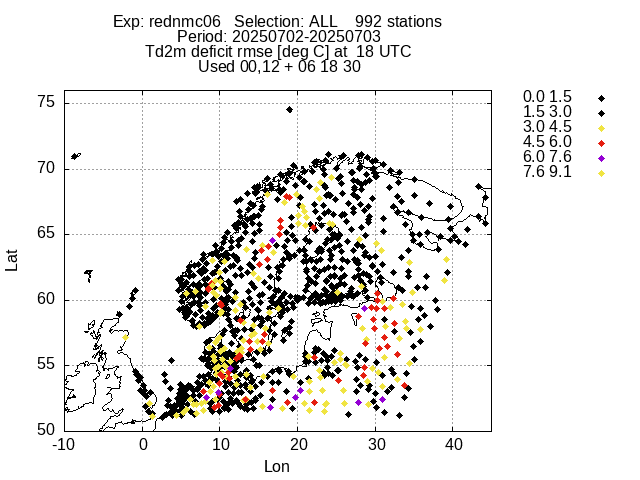 Exp: rednmc06   Selection: ALL    992 stations
Period: 20250702-20250703
Td2m deficit rmse [deg C] at  18 UTC
Used 00,12 + 06 18 30
0.0 1.5
1.5 3.0
3.0 4.5
4.5 6.0
6.0 7.6
7.6 9.1
75
70
65
60
55
50
Lat
-10 0 10 20 30 40
Lon